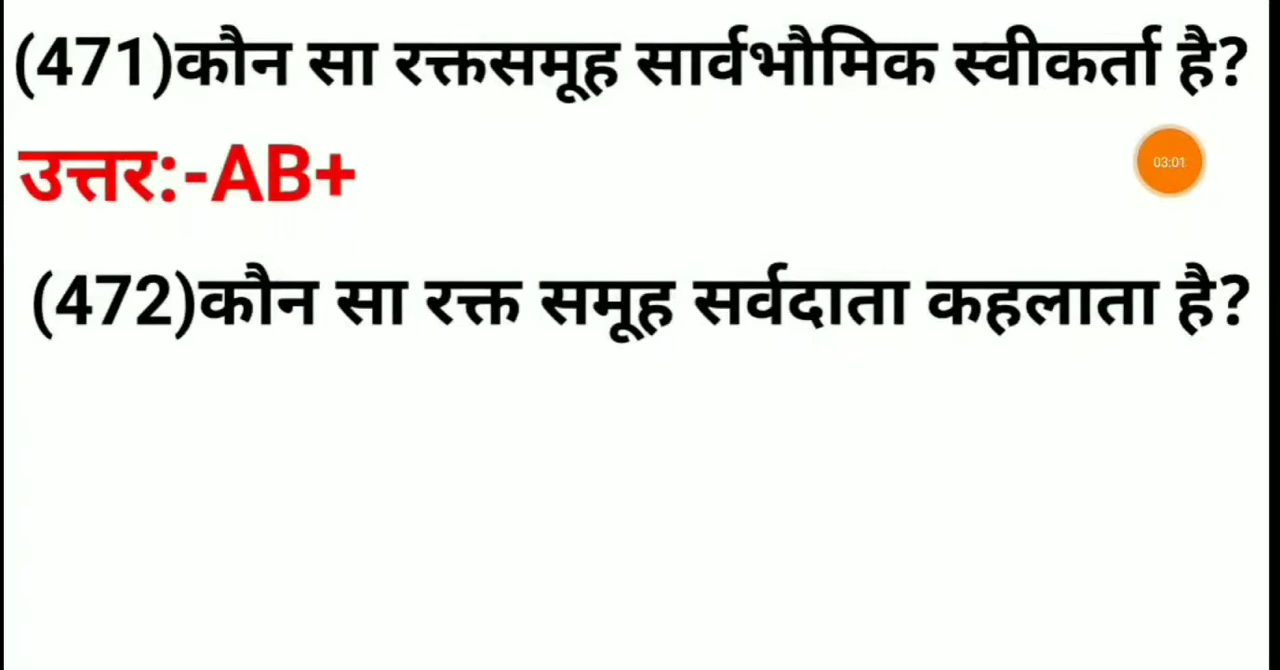 (471)कौन सा रक्तसमूह सार्वभौमिक स्वीकर्ता है?
उत्तर:-AB+
03:01
(472)कौन सा रक्त समूह सर्वदाता कहलाता है?